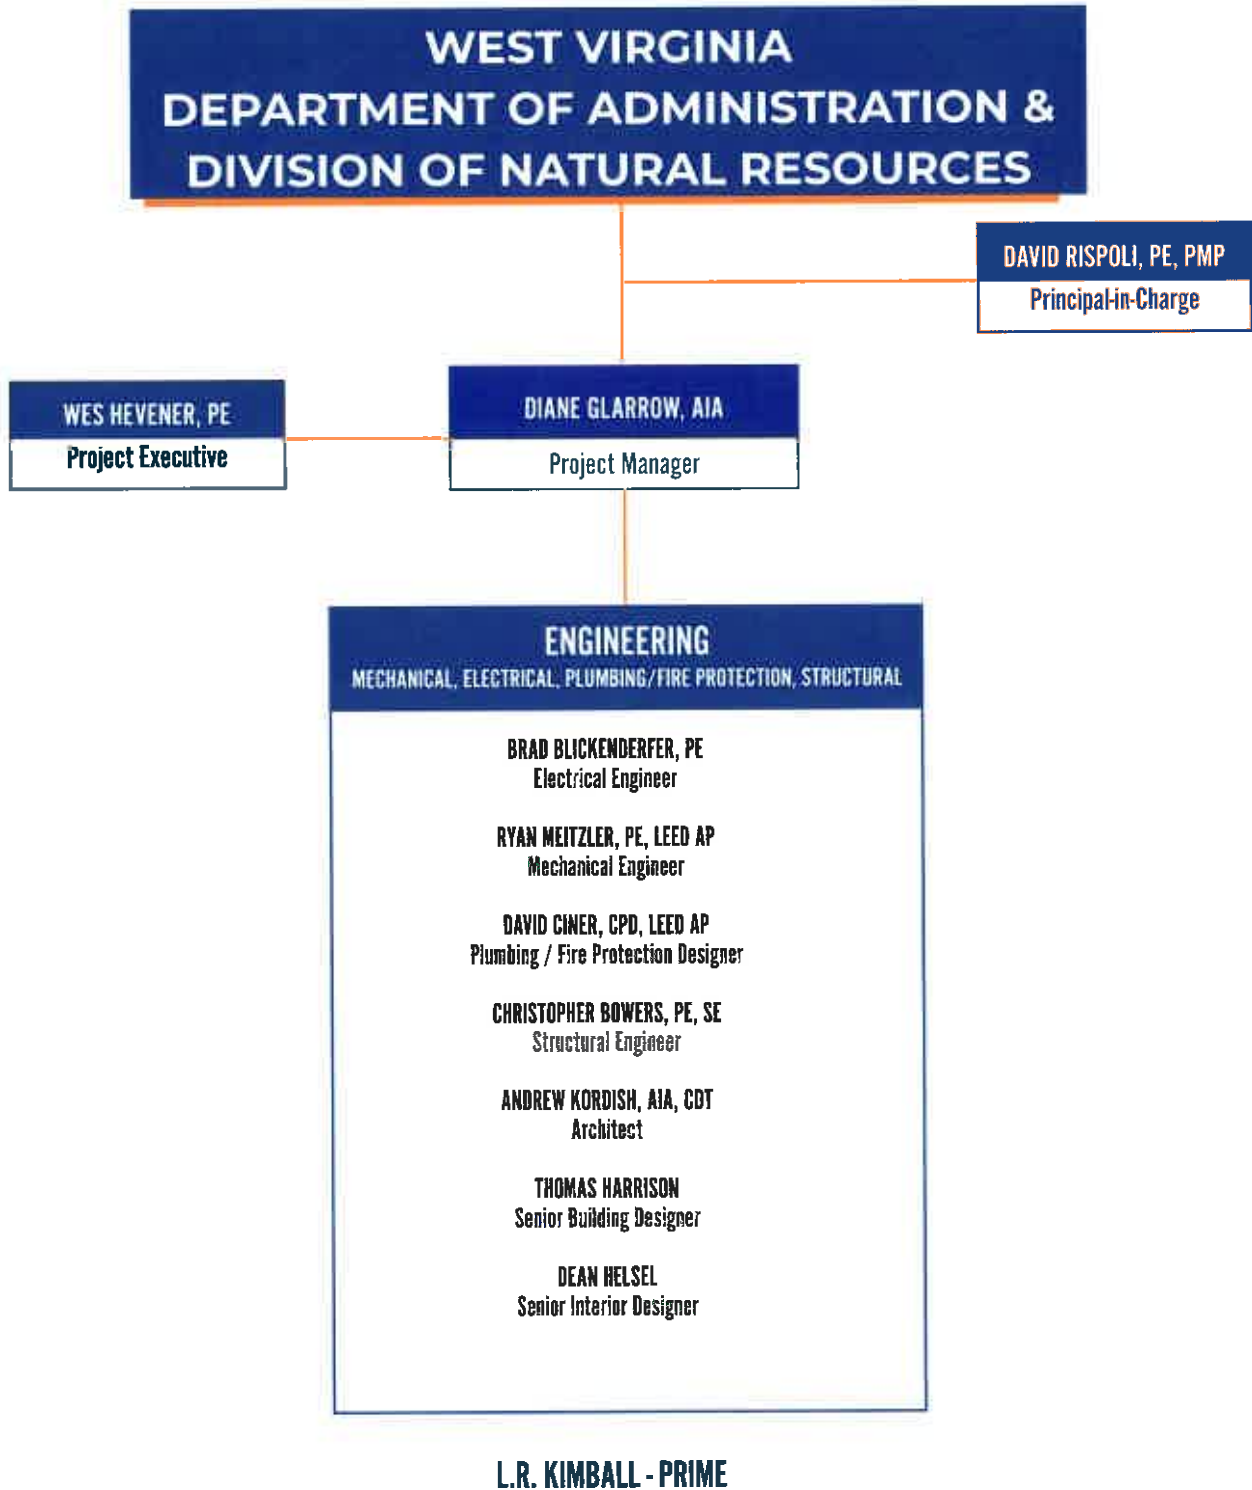 WEST VIRGINIA
DEPARTMENT OF ADMINISTRATION &
DIVISION OF NATURAL RESOURCES
DAVID RISPOLI, PE, PMP
Principal-in-Charge
WES HEVENER, PE
Project Executive
DIANE GLARROW, AIA
Project Manager
ENGINEERING
MECHANICAL, ELECTRICAL, PLUMBING/FIRE PROTECTION, STRUCTURAL
BRAD BLICKENDERFER, PE
Electrical Engineer
RYAN MEITZLER, PE, LEED AP
Mechanical Engineer
DAVID CINER, CPD, LEED AP
Plumbing / Fire Protection Designer
CHRISTOPHER BOWERS, PE, SE
Structural Engineer
ANDREW KORDISH, AIA, CDT
Architect
THOMAS HARRISON
Senior Building Designer
DEAN HELSEL
Senior Interior Designer
L.R. KIMBALL - PRIME